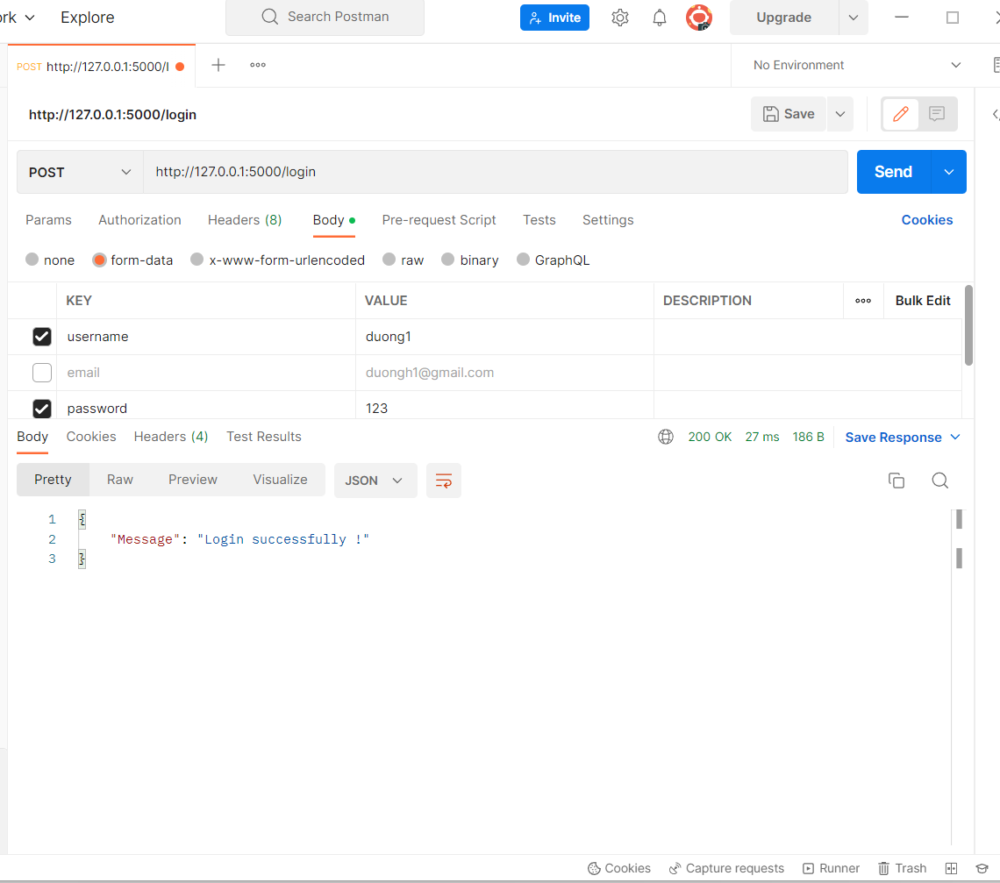 rk Explore Search Postman Invite Upgrade
POST http://127.0.0.1:5000/l No Environment
http://127.0.0.1:5000/login Save
POST http://127.0.0.1:5000/login Send
Params Authorization Headers (8) Body Pre-request Script Tests Settings Cookies
none form-data x-www-form-urlencoded raw binary GraphQL
KEY VALUE DESCRIPTION Bulk Edit
username duong1
email duongh1@gmail.com
password 123
Body Cookies Headers (4) Test Results 200 OK 27 ms 186 B Save Response
Pretty Raw Preview Visualize JSON
1 {
2 "Message": "Login successfully !"
3 }
Cookies Capture requests Runner Trash